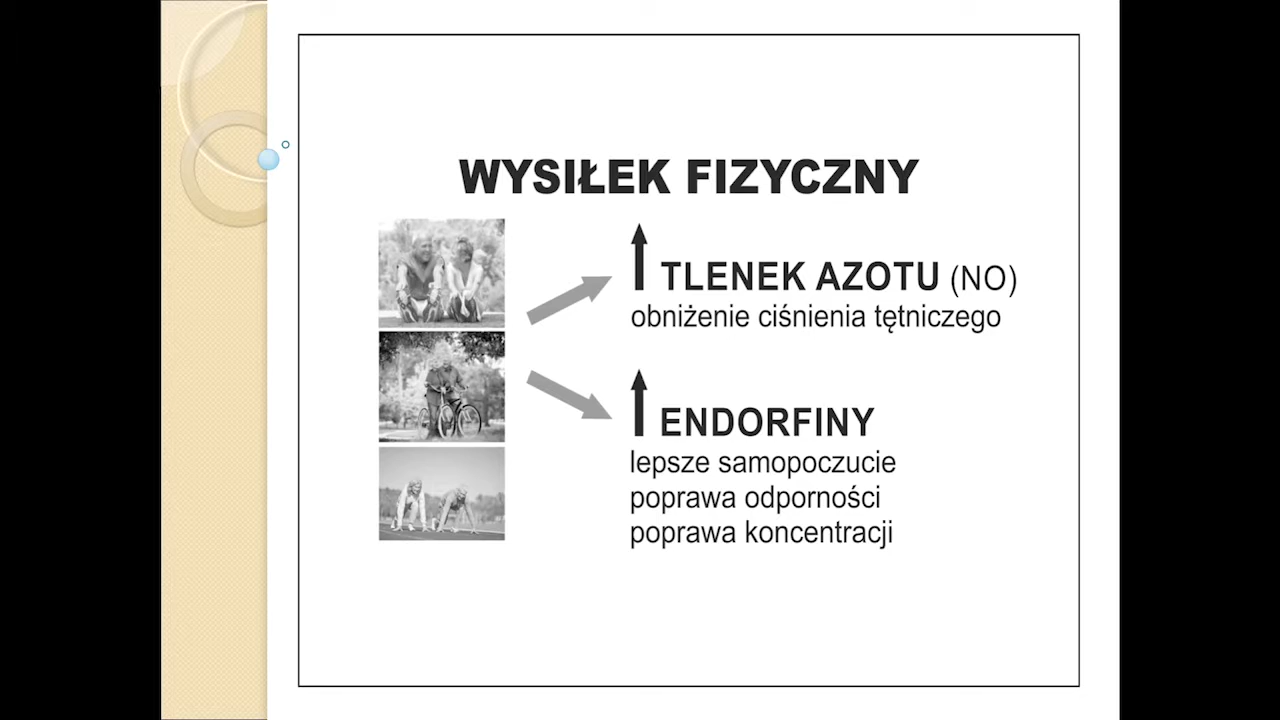 WYSIŁEK FIZYCZNY
TLENEK AZOTU (NO)
obniżenie ciśnienia tętniczego
ENDORFINY
lepsze samopoczucie
poprawa odporności
poprawa koncentracji